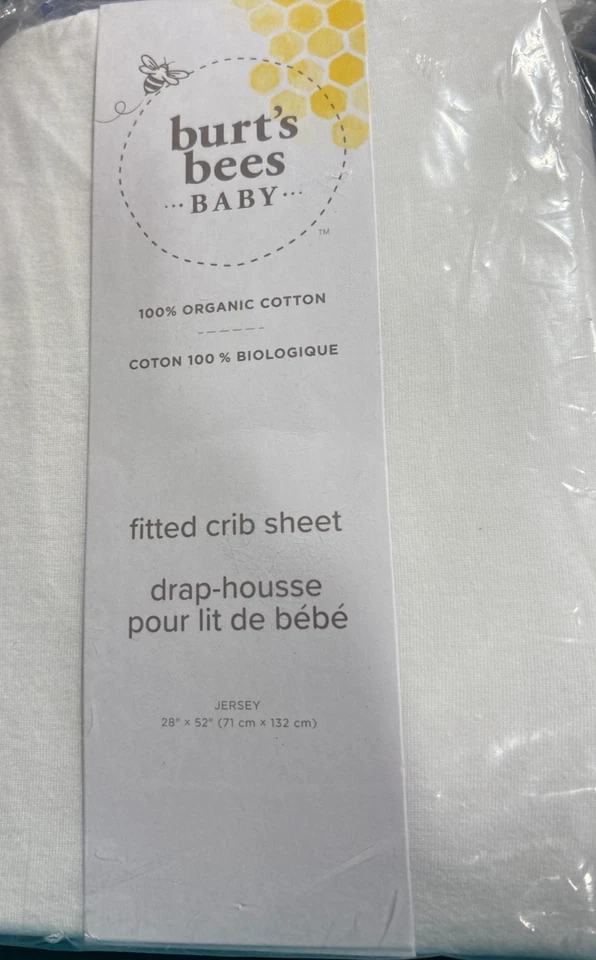 burt's
bees
···BABY···
TM
100% ORGANIC COTTON
COTON 100 % BIOLOGIQUE
fitted crib sheet
drap-housse
pour lit de bébé
JERSEY
28" × 52" (71 cm × 132 cm)